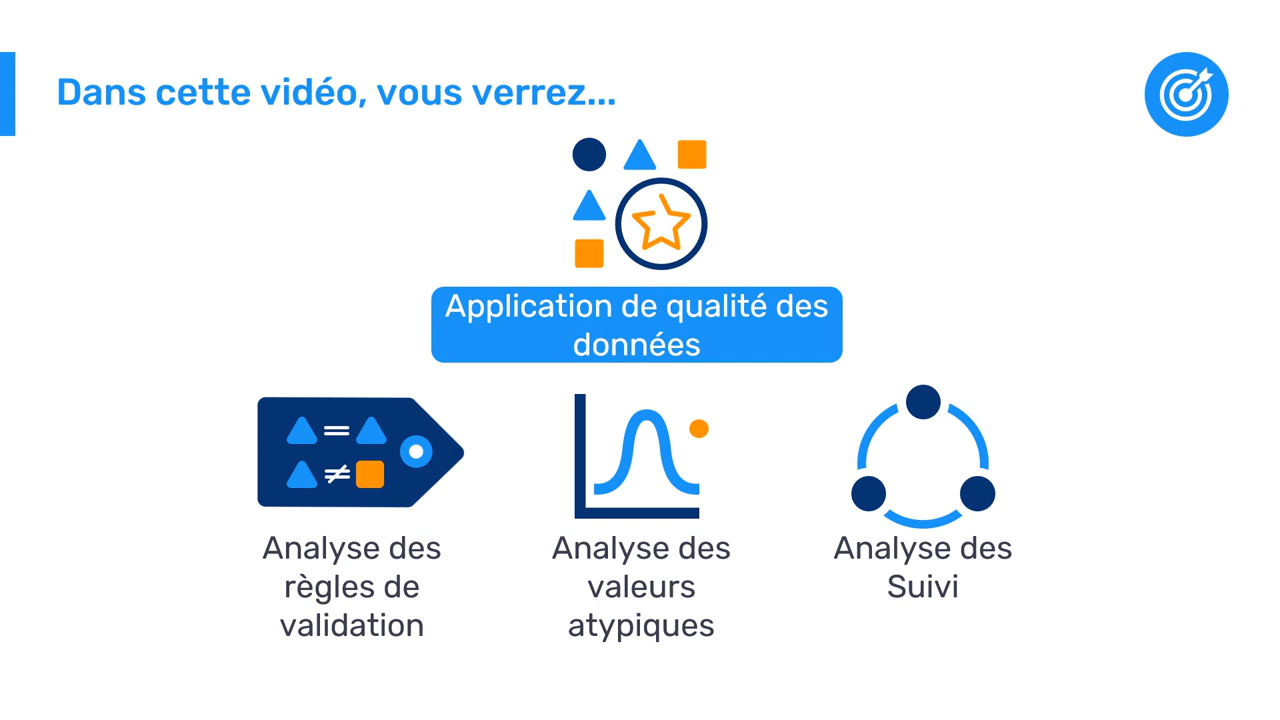 Dans cette vidéo, vous verrez...
Application de qualité des
données
Analyse des
règles de
validation
Analyse des
valeurs
atypiques
Analyse des
Suivi